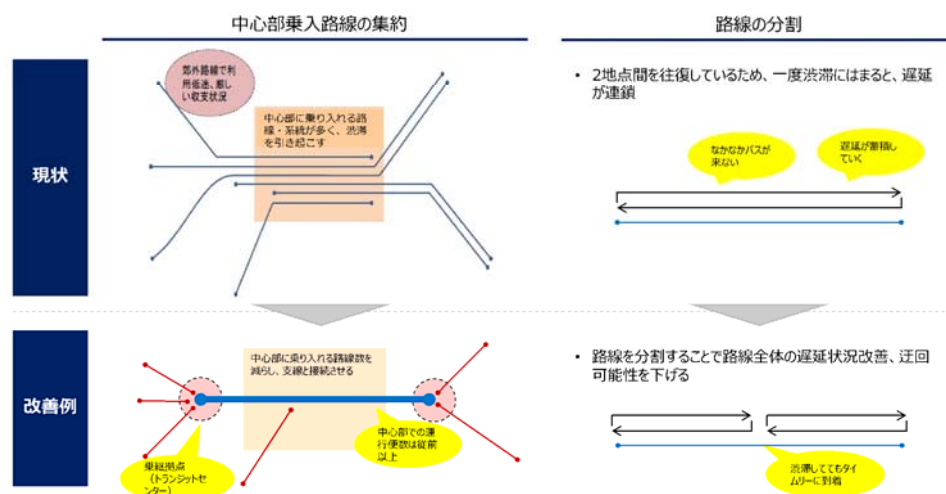 中心部乗入路線の集約
路線の分割
現状
郊外路線で利
用低迷、厳し
い収支状況
中心部に乗り入れる路
線・系統が多く、渋滞
を引き起こす
• 2地点間を往復しているため、一度渋滞にはまると、遅延
が連鎖
なかなかバスが
来ない
遅延が蓄積し
ていく
改善例
中心部に乗り入れる路線数を
減らし、支線と接続させる
中心部での運
行便数は従前
以上
乗継拠点
（トランジットセ
ンター）
• 路線を分割することで路線全体の遅延状況改善、迂回
可能性を下げる
渋滞しててもタイ
ムリーに到着